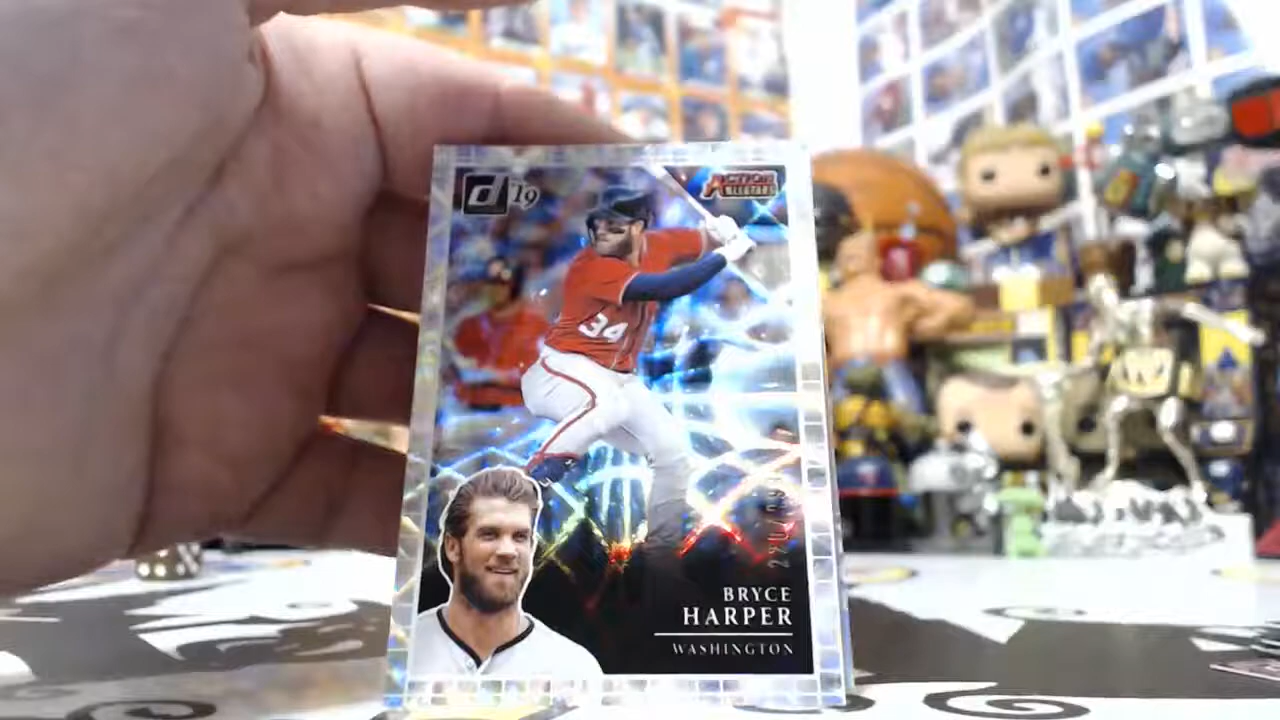 d '19
ACTION
ALL-STARS
34
BRYCE
HARPER
WASHINGTON